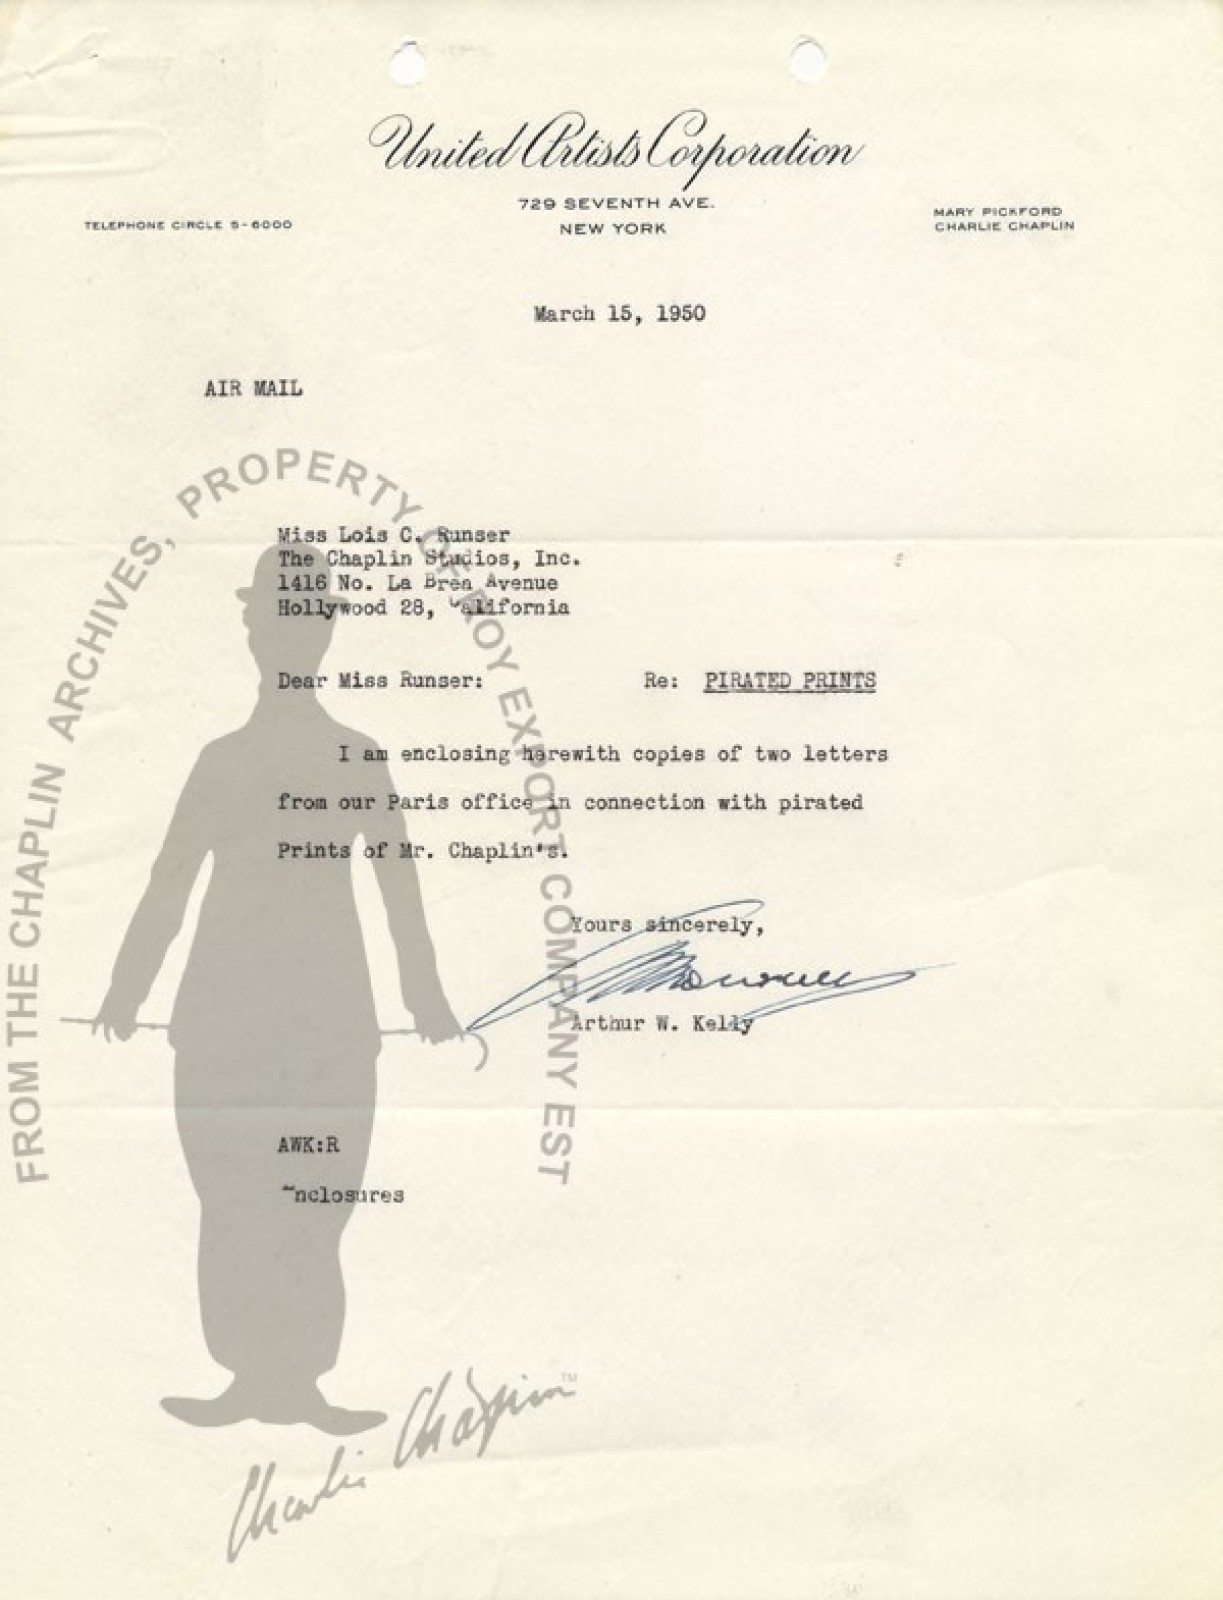 United Artists Corporation
729 SEVENTH AVE.
NEW YORK
TELEPHONE CIRCLE 5-6000
MARY PICKFORD
CHARLIE CHAPLIN
March 15, 1950
AIR MAIL
Miss Lois C. Runser
The Chaplin Studios, Inc.
1416 No. La Brea Avenue
Hollywood 28, California
Dear Miss Runser: Re: PIRATED PRINTS
I am enclosing herewith copies of two letters
from our Paris office in connection with pirated
Prints of Mr. Chaplin's.
Yours sincerely,
Arthur W. Kelly
AWK:R
nclosures
FROM THE CHAPLIN ARCHIVES, PROPERTY OF ROY EXPORT COMPANY EST
Charlie Chaplin TM